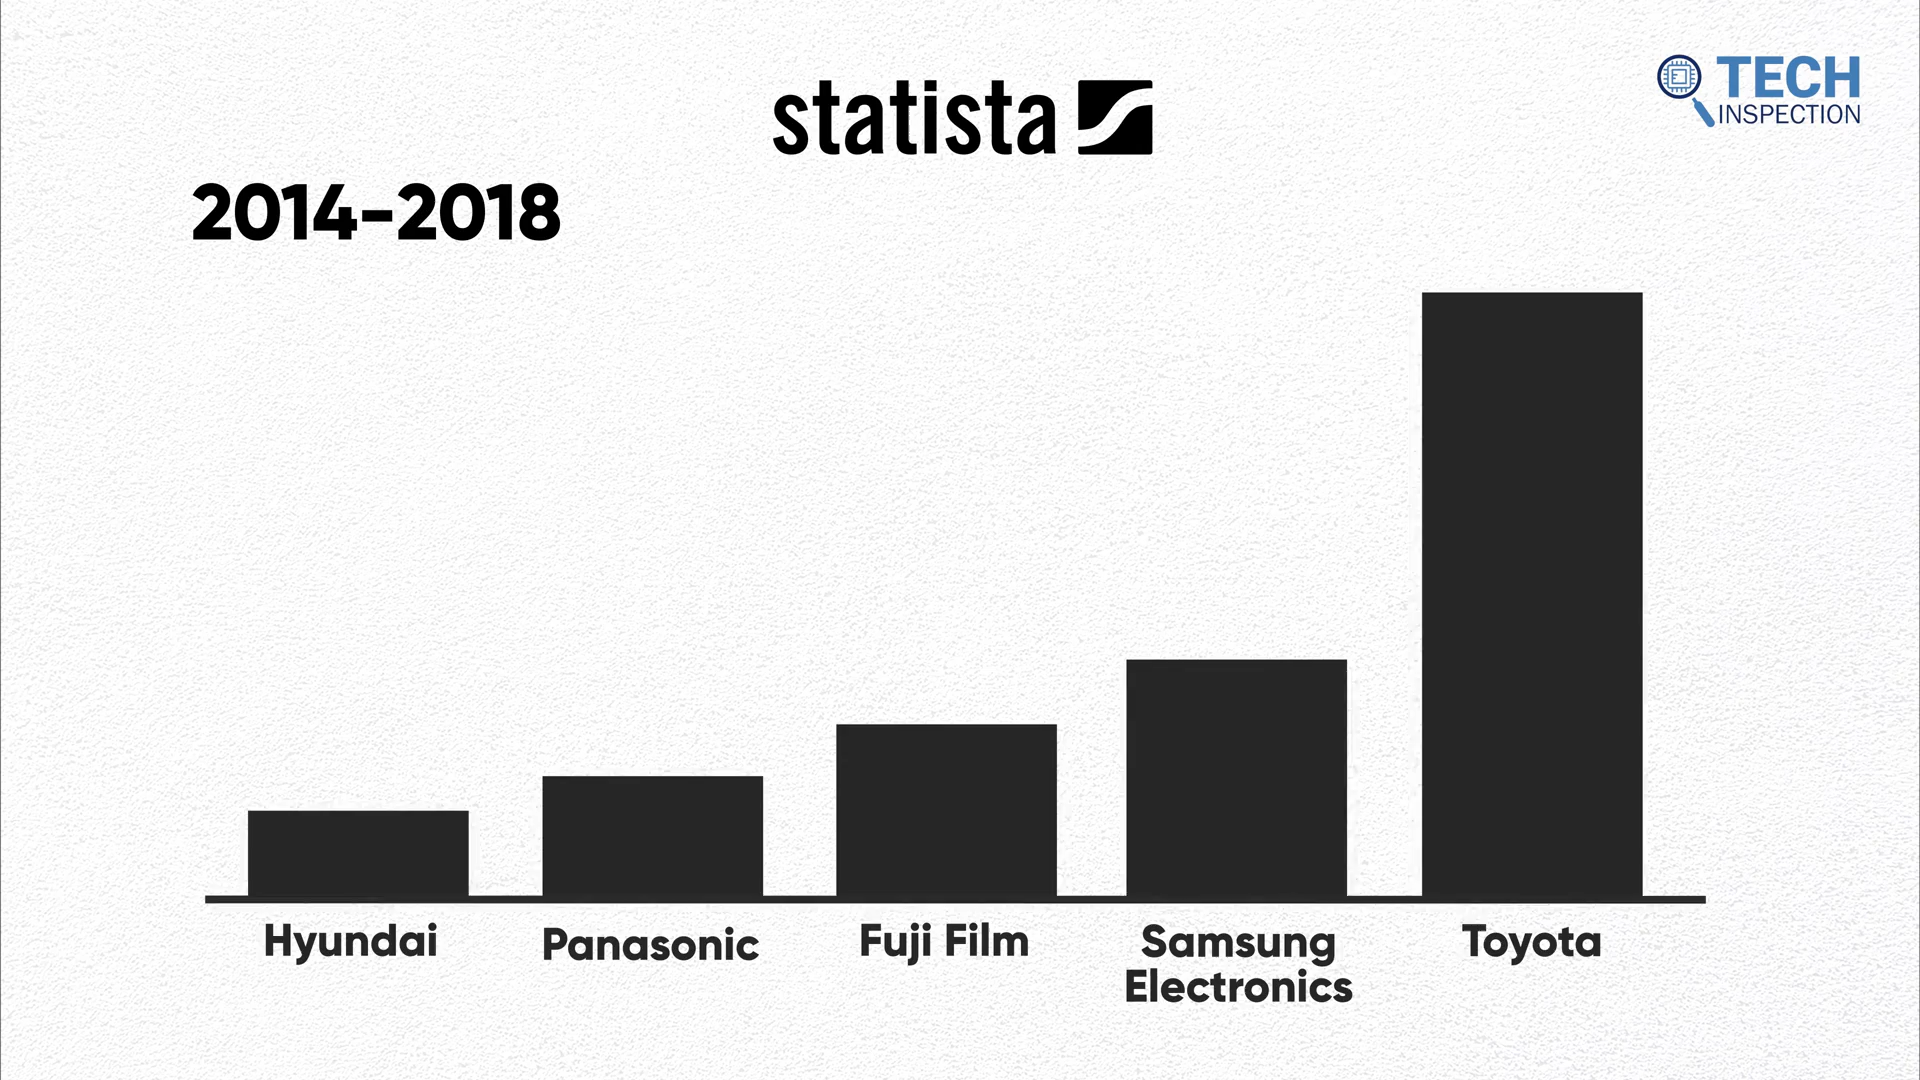 statista
TECH
INSPECTION
2014-2018
Hyundai
Panasonic
Fuji Film
Samsung
Electronics
Toyota